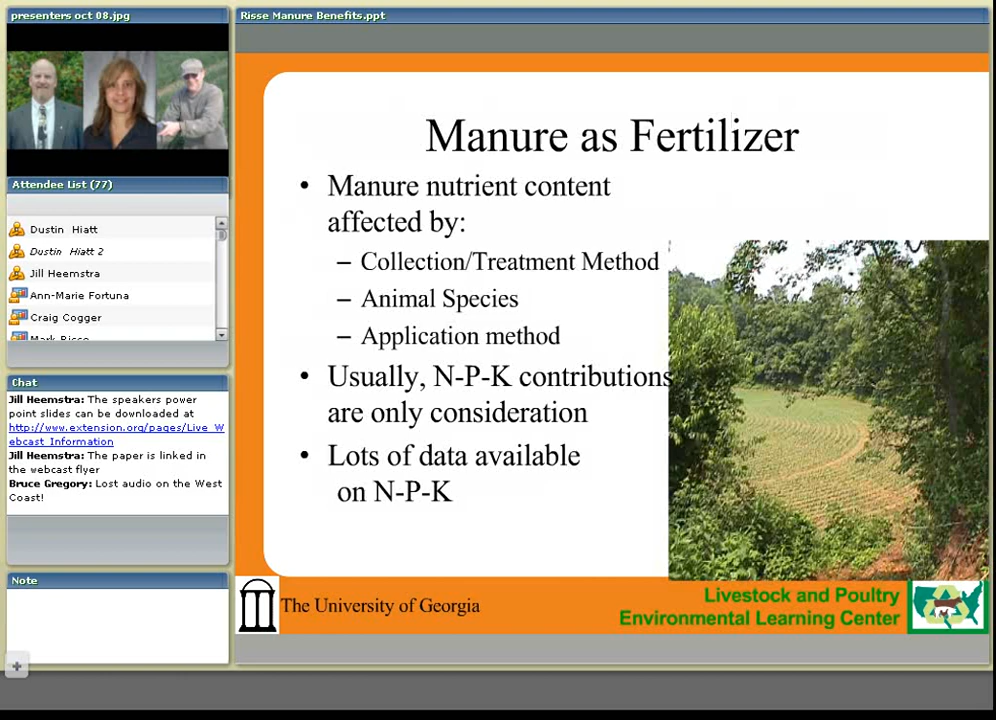 presenters oct 08.jpg
Risse Manure Benefits.ppt
Attendee List (77)
Dustin Hiatt
Dustin Hiatt 2
Jill Heemstra
Ann-Marie Fortuna
Craig Cogger
Mark Risse
Chat
Jill Heemstra: The speakers power
point slides can be downloaded at
http://www.extension.org/pages/Live_W
ebcast_Information
Jill Heemstra: The paper is linked in
the webcast flyer
Bruce Gregory: Lost audio on the West
Coast!
Note
Manure as Fertilizer
• Manure nutrient content
affected by:
– Collection/Treatment Method
– Animal Species
– Application method
• Usually, N-P-K contributions
are only consideration
• Lots of data available
on N-P-K
The University of Georgia
Livestock and Poultry
Environmental Learning Center